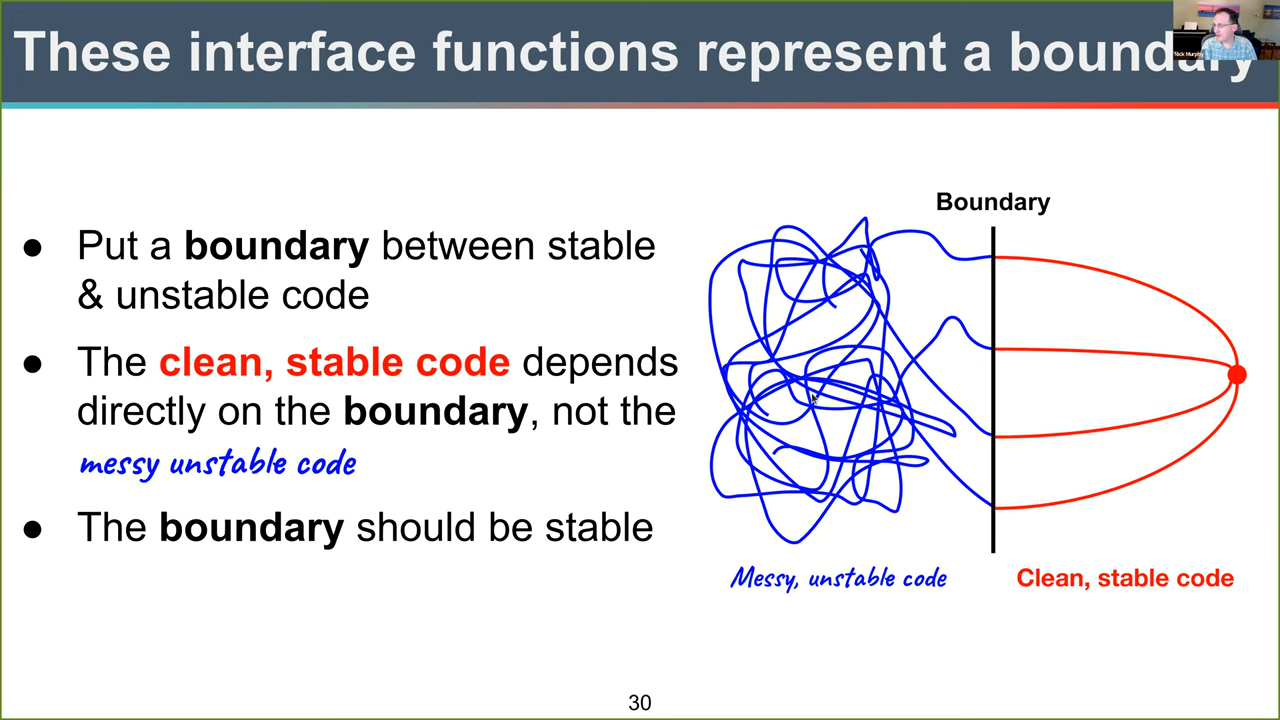 These interface functions represent a boundary
Nick Murphy
● Put a boundary between stable
& unstable code
● The clean, stable code depends
directly on the boundary, not the
messy unstable code
● The boundary should be stable
Boundary
Messy, unstable code
Clean, stable code
30